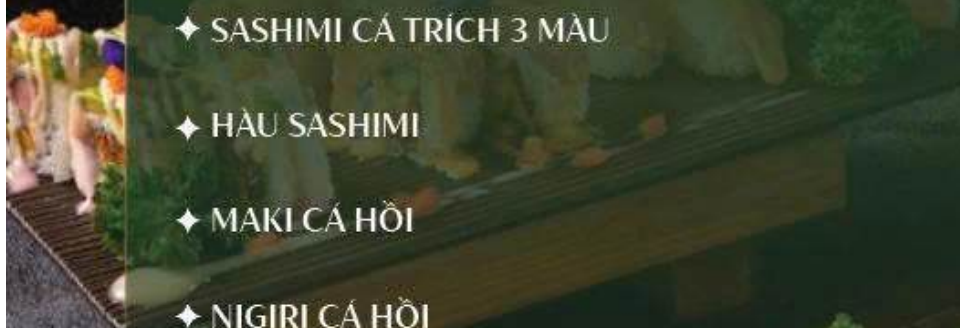 ✦ SASHIMI CÁ TRÍCH 3 MÀU
✦ HÀU SASHIMI
✦ MAKI CÁ HỒI
✦ NIGIRI CÁ HỒI